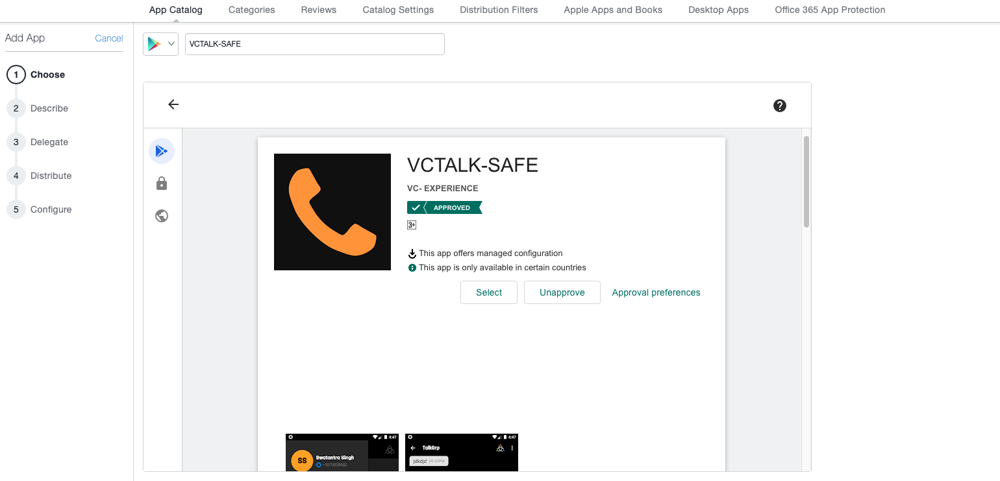 App Catalog Categories Reviews Catalog Settings Distribution Filters Apple Apps and Books Desktop Apps Office 365 App Protection
Add App Cancel
VCTALK-SAFE
1 Choose
2 Describe
3 Delegate
4 Distribute
5 Configure
?
VCTALK-SAFE
VC- EXPERIENCE
APPROVED
3+
This app offers managed configuration
This app is only available in certain countries
Select Unapprove Approval preferences
4:47
SS Swatantra Singh
4:47
TalkGrp
jdkdjd 05:43PM